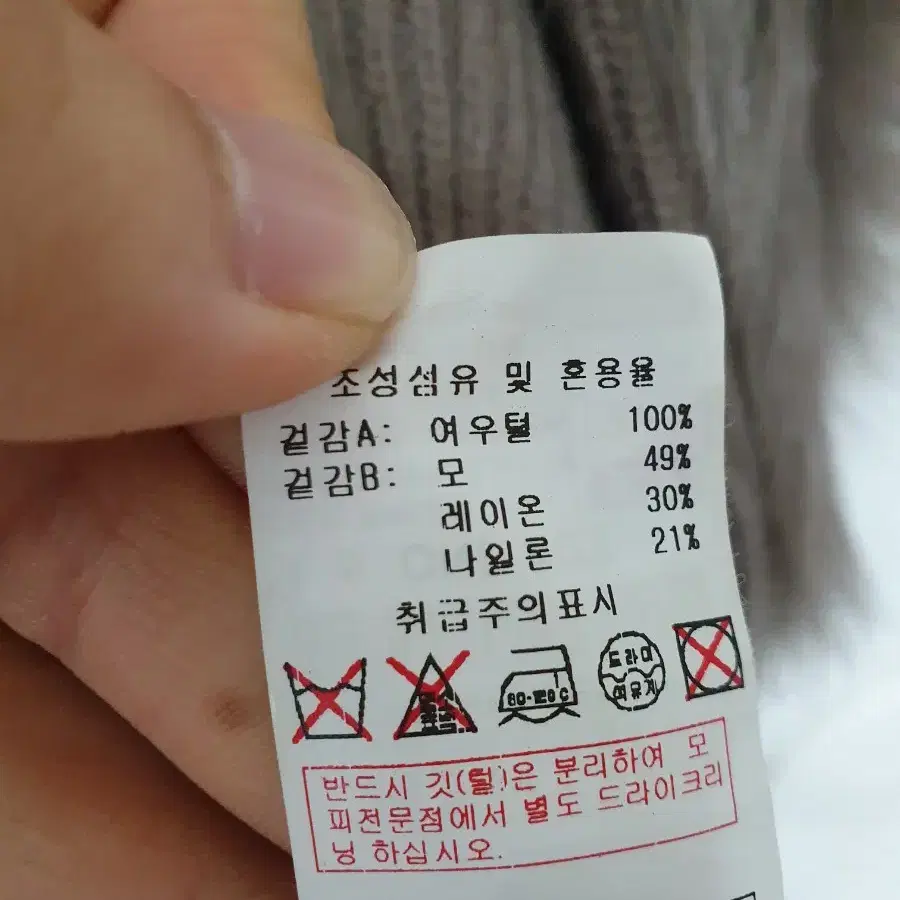 조성섬유 및 혼용율
겉감A: 여우털 100%
겉감B: 모 49%
레이온 30%
나일론 21%
취급주의표시
80-120 C
드라이
석유계
반드시 깃(털)은 분리하여 모
피전문점에서 별도 드라이크리
닝 하십시오.